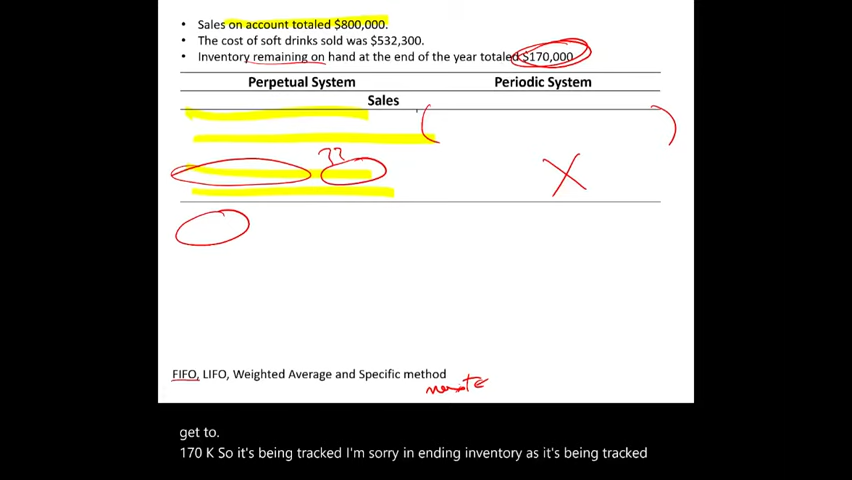 • Sales on account totaled $800,000.
• The cost of soft drinks sold was $532,300.
• Inventory remaining on hand at the end of the year totaled $170,000
Perpetual System Periodic System
Sales
??
FIFO, LIFO, Weighted Average and Specific method
get to.
170 K So it's being tracked I'm sorry in ending inventory as it's being tracked